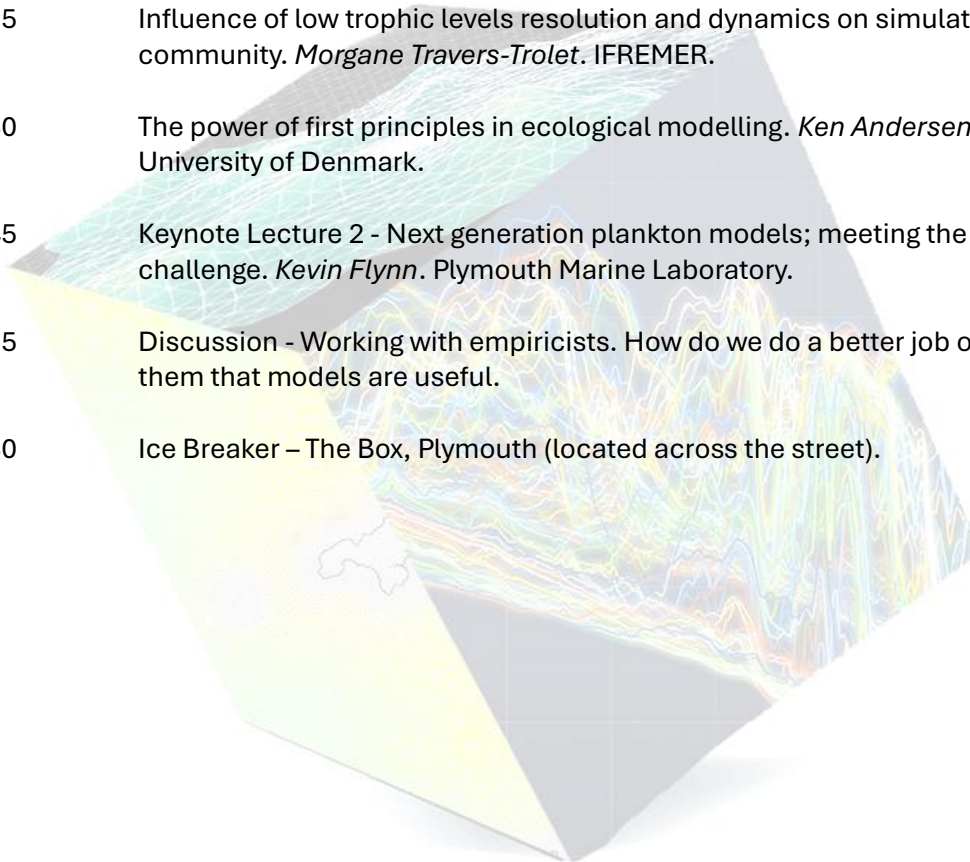 5 Influence of low trophic levels resolution and dynamics on simulat
community. Morgane Travers-Trolet. IFREMER.
0 The power of first principles in ecological modelling. Ken Andersen
University of Denmark.
5 Keynote Lecture 2 - Next generation plankton models; meeting the
challenge. Kevin Flynn. Plymouth Marine Laboratory.
5 Discussion - Working with empiricists. How do we do a better job o
them that models are useful.
0 Ice Breaker – The Box, Plymouth (located across the street).